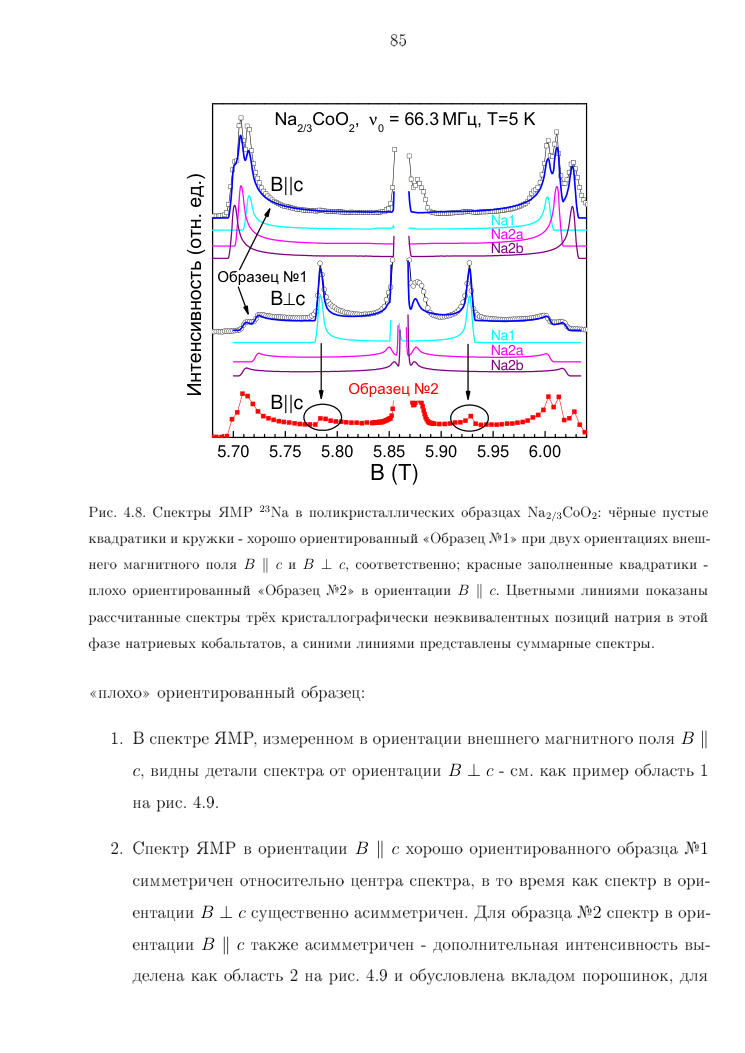 85
Na2/3CoO2, ν0 = 66.3 МГц, T=5 K
B||c
Na1
Na2a
Na2b
Образец №1
B⊥c
Na1
Na2a
Na2b
Образец №2
B||c
Интенсивность (отн. ед.)
5.70 5.75 5.80 5.85 5.90 5.95 6.00
B (T)
Рис. 4.8. Спектры ЯМР ²³Na в поликристаллических образцах Na2/3CoO2: чёрные пустые
квадратики и кружки - хорошо ориентированный «Образец №1» при двух ориентациях внеш-
него магнитного поля B ∥ c и B ⊥ c, соответственно; красные заполненные квадратики -
плохо ориентированный «Образец №2» в ориентации B ∥ c. Цветными линиями показаны
рассчитанные спектры трёх кристаллографически неэквивалентных позиций натрия в этой
фазе натриевых кобальтатов, а синими линиями представлены суммарные спектры.
«плохо» ориентированный образец:
1. В спектре ЯМР, измеренном в ориентации внешнего магнитного поля B ∥
c, видны детали спектра от ориентации B ⊥ c - см. как пример область 1
на рис. 4.9.
2. Спектр ЯМР в ориентации B ∥ c хорошо ориентированного образца №1
симметричен относительно центра спектра, в то время как спектр в ори-
ентации B ⊥ c существенно асимметричен. Для образца №2 спектр в ори-
ентации B ∥ c также асимметричен - дополнительная интенсивность вы-
делена как область 2 на рис. 4.9 и обусловлена вкладом порошинок, для